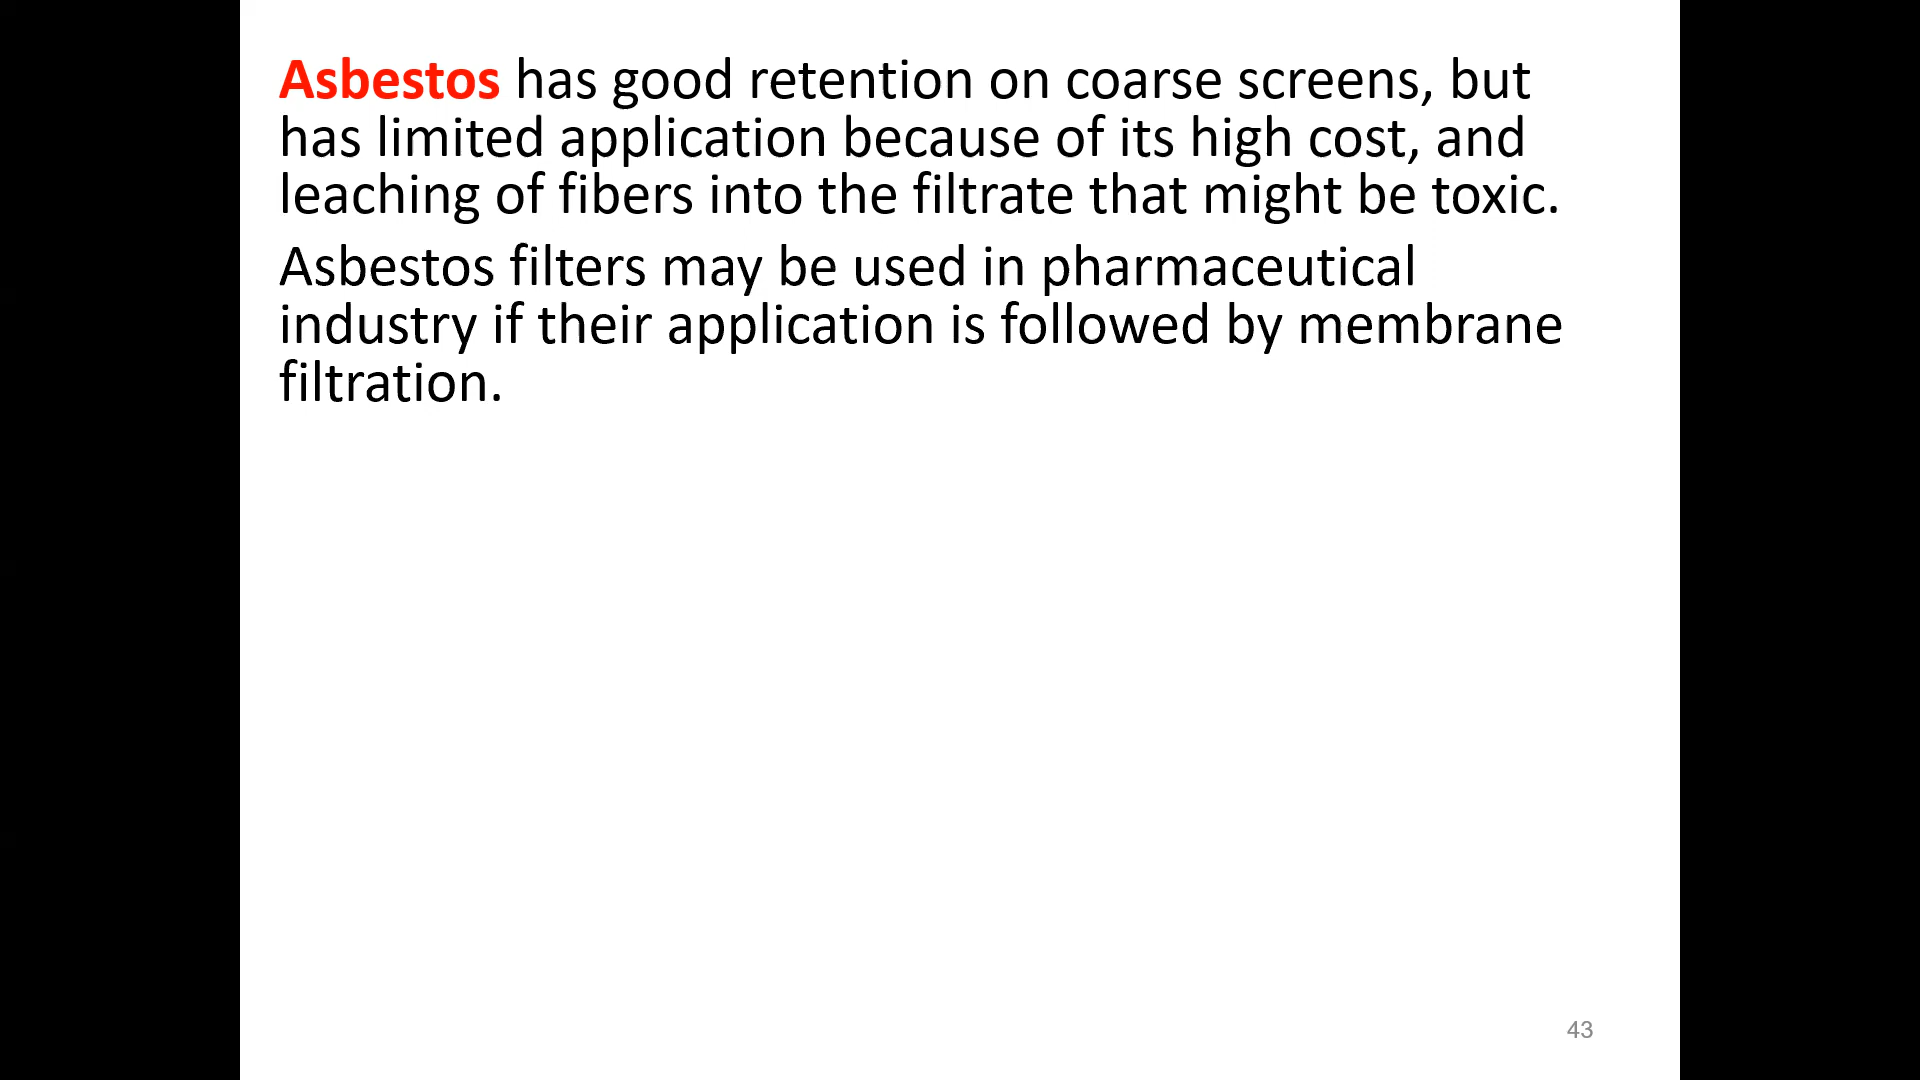 Asbestos has good retention on coarse screens, but
has limited application because of its high cost, and
leaching of fibers into the filtrate that might be toxic.
Asbestos filters may be used in pharmaceutical
industry if their application is followed by membrane
filtration.
43